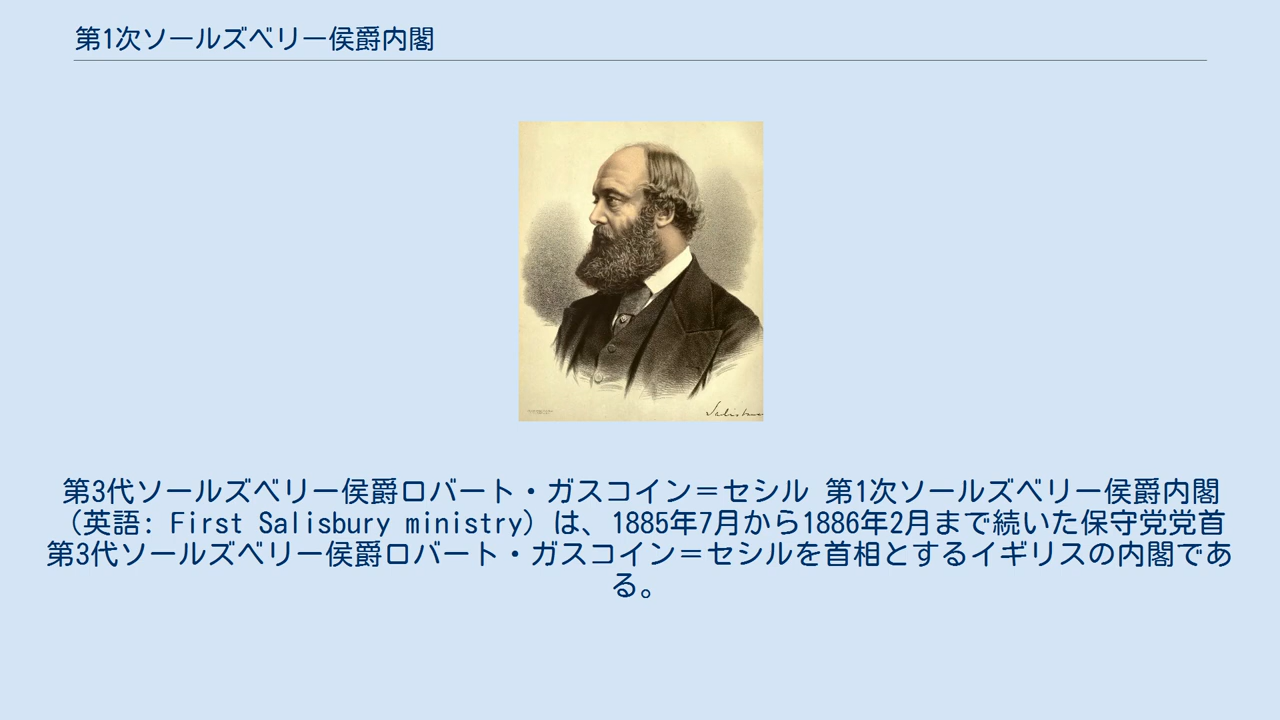 第1次ソールズベリー侯爵内閣
第3代ソールズベリー侯爵ロバート・ガスコイン＝セシル 第1次ソールズベリー侯爵内閣
（英語: First Salisbury ministry）は、1885年7月から1886年2月まで続いた保守党党首
第3代ソールズベリー侯爵ロバート・ガスコイン＝セシルを首相とするイギリスの内閣であ
る。